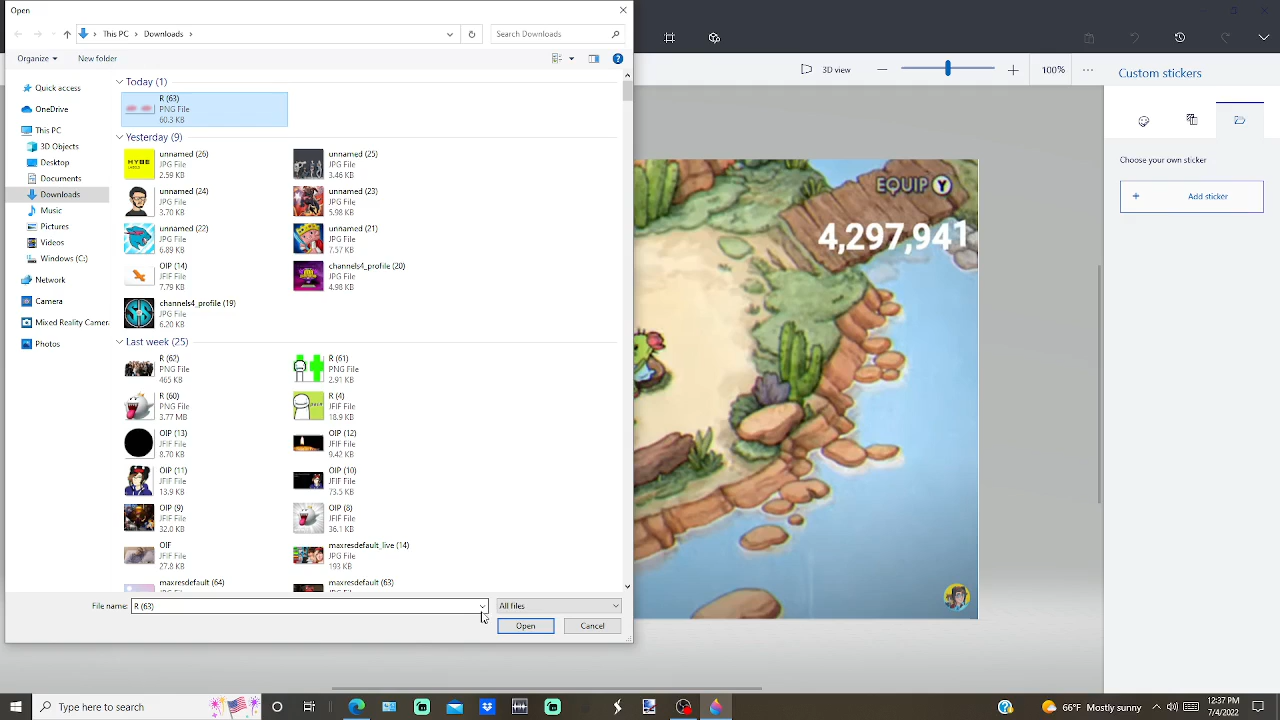 Open
This PC > Downloads >
Search Downloads
Organize
New folder
3D view
100%
Custom stickers
Quick access
OneDrive
This PC
3D Objects
Desktop
Documents
Downloads
Music
Pictures
Videos
Windows (C:)
Network
Camera
Mixed Reality Camera
Photos
Today (1)
R (63)
PNG File
60.3 KB
Yesterday (9)
HYBE
LABELS
unnamed (26)
JPG File
2.59 KB
unnamed (25)
JPG File
3.46 KB
unnamed (24)
JPG File
3.70 KB
unnamed (23)
JPG File
5.98 KB
unnamed (22)
JPG File
6.89 KB
unnamed (21)
JPG File
7.57 KB
OIP (14)
JFIF File
7.79 KB
channels4_profile (20)
JPG File
4.98 KB
channels4_profile (19)
JPG File
6.20 KB
Last week (25)
R (62)
PNG File
465 KB
R (61)
PNG File
2.91 KB
R (60)
PNG File
3.77 MB
R (4)
JFIF File
18.9 KB
OIP (13)
JFIF File
8.70 KB
OIP (12)
JFIF File
9.42 KB
OIP (11)
JFIF File
13.9 KB
OIP (10)
JFIF File
73.5 KB
OIP (9)
JFIF File
32.0 KB
OIP (8)
JFIF File
36.1 KB
OIF
JFIF File
27.8 KB
maxresdefault_live (14)
JPG File
193 KB
maxresdefault (64)
maxresdefault (63)
File name:
R (63)
All files
Open
Cancel
EQUIP Y
4,297,941
Choose your own sticker
+ Add sticker
Type here to search
66°F Mostly sunny
12:37 PM
7/4/2022